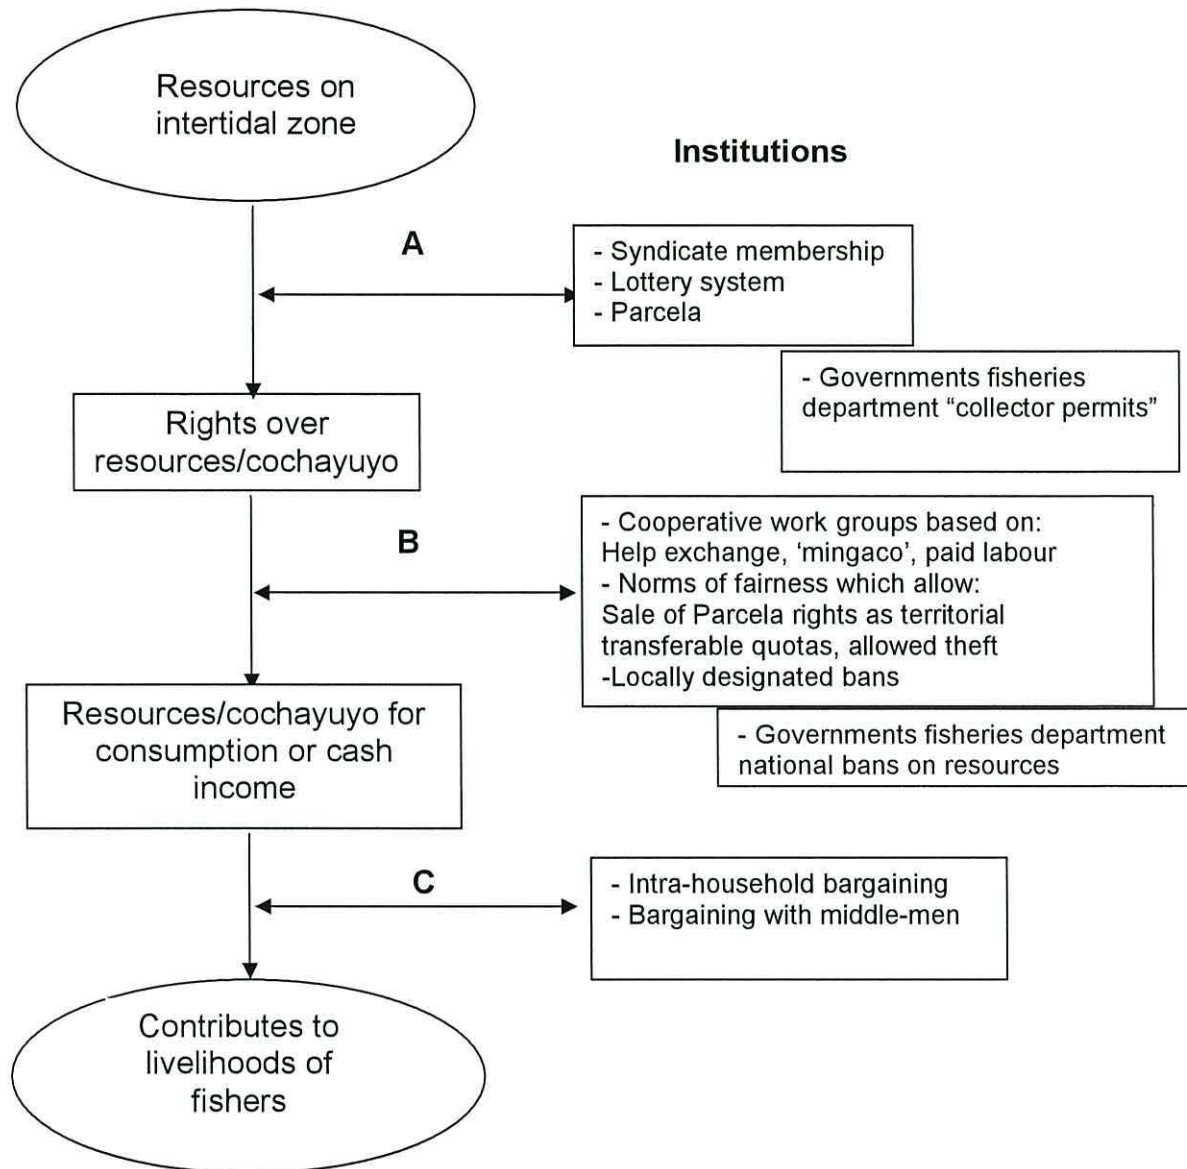 Resources on
intertidal zone
Institutions
A
- Syndicate membership
- Lottery system
- Parcela
- Governments fisheries
department “collector permits”
Rights over
resources/cochayuyo
B
- Cooperative work groups based on:
Help exchange, ‘mingaco’, paid labour
- Norms of fairness which allow:
Sale of Parcela rights as territorial
transferable quotas, allowed theft
-Locally designated bans
- Governments fisheries department
national bans on resources
Resources/cochayuyo for
consumption or cash
income
C
- Intra-household bargaining
- Bargaining with middle-men
Contributes to
livelihoods of
fishers